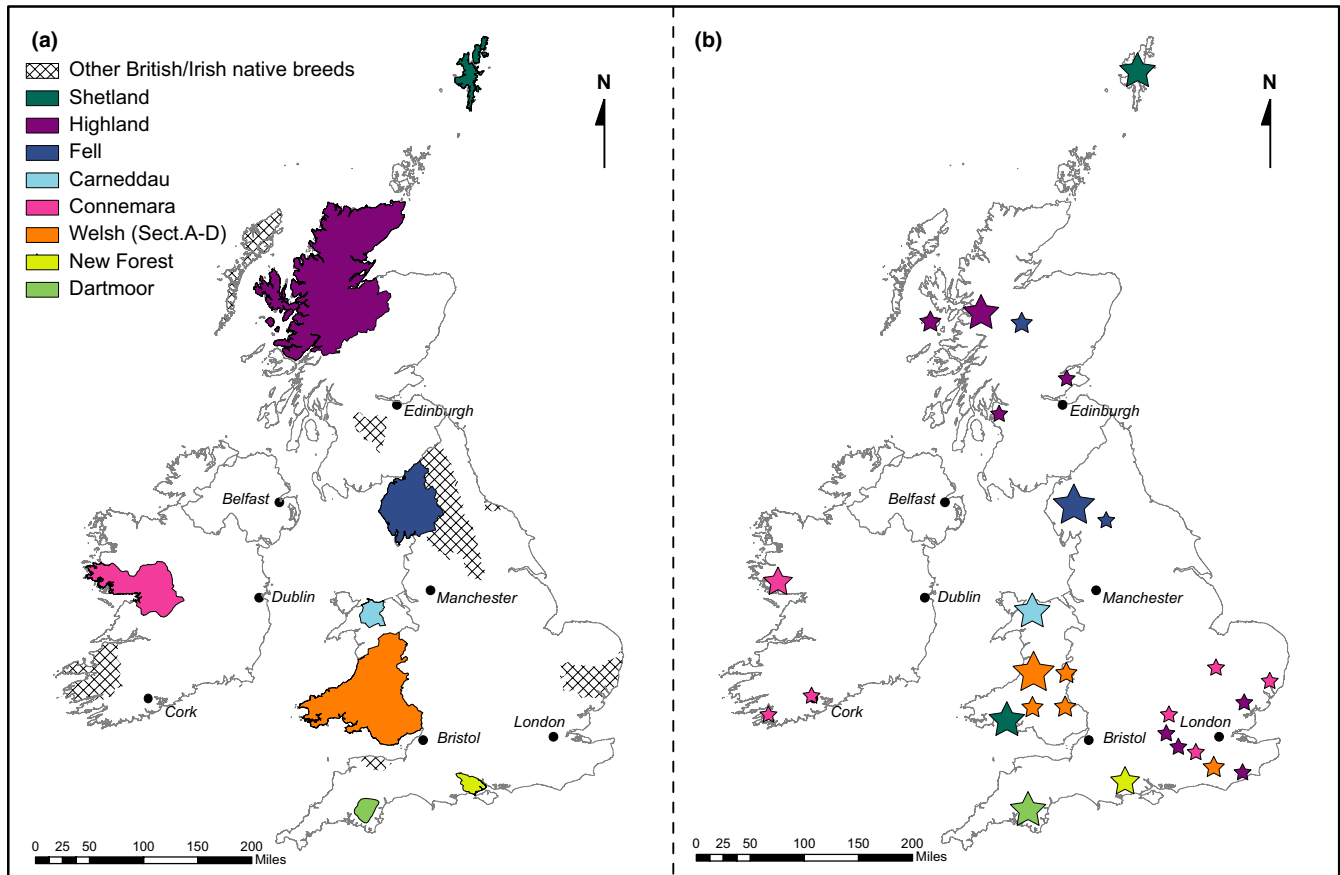 (a)
Other British/Irish native breeds
Shetland
Highland
Fell
Carneddau
Connemara
Welsh (Sect.A-D)
New Forest
Dartmoor
N
Edinburgh
Belfast
Dublin
Manchester
Cork
London
Bristol
0 25 50 100 150 200
Miles
(b)
N
Edinburgh
Belfast
Dublin
Manchester
Cork
London
Bristol
0 25 50 100 150 200
Miles